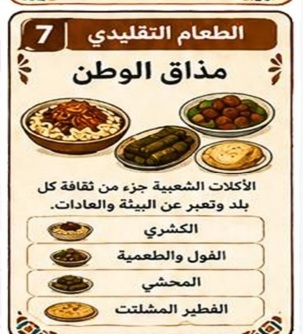 7
الطعام التقليدي
مذاق الوطن
الأكلات الشعبية جزء من ثقافة كل
بلد وتعبر عن البيئة والعادات.
الكشري
الفول والطعمية
المحشي
الفطير المشلتت